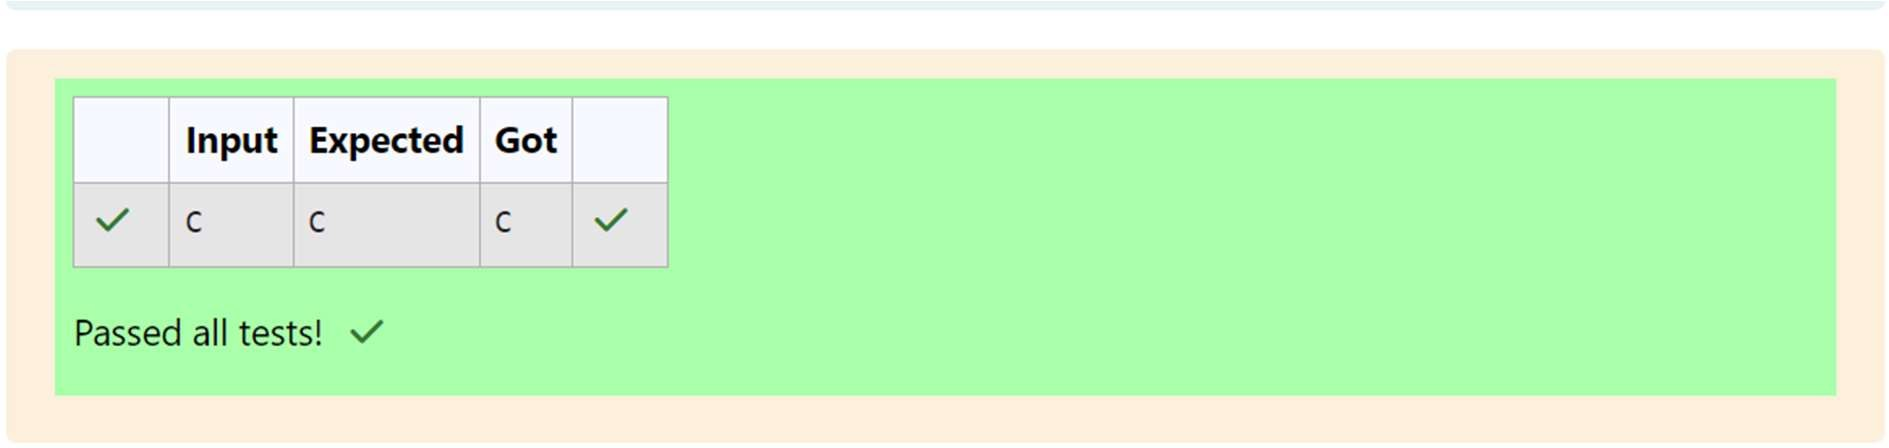 Input Expected Got
C C C
Passed all tests!